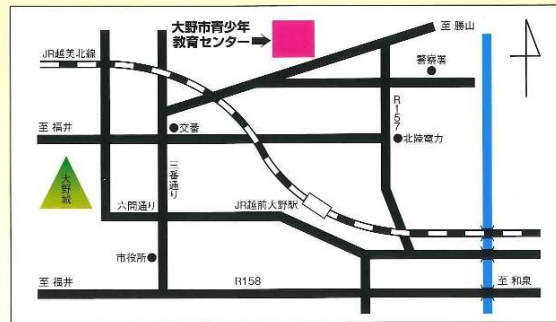 大野市青少年
教育センター
至 勝山
JR越美北線
警察署
R157
至 福井
交番
北陸電力
三番通り
大野城
六間通り
JR越前大野駅
市役所
至 福井
R158
至 和泉